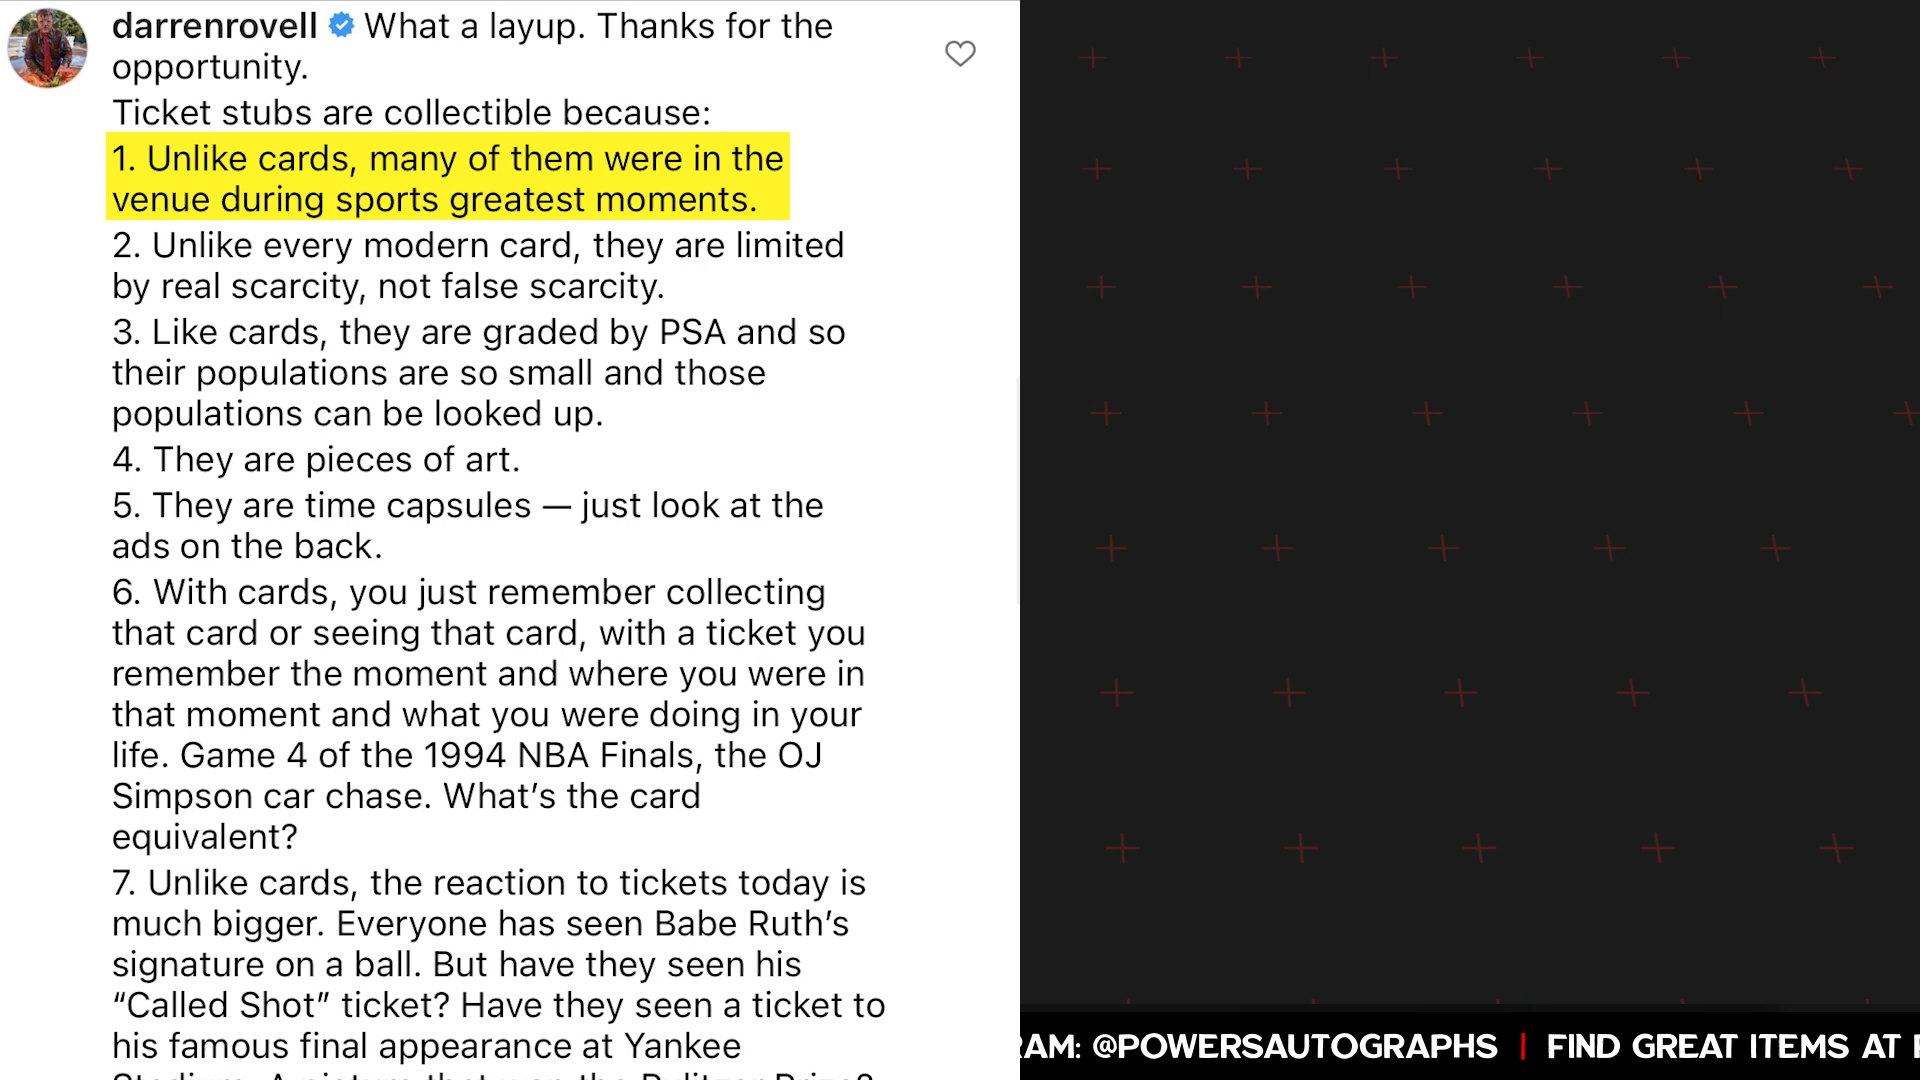 darrenrovell What a layup. Thanks for the
opportunity.
Ticket stubs are collectible because:
1. Unlike cards, many of them were in the
venue during sports greatest moments.
2. Unlike every modern card, they are limited
by real scarcity, not false scarcity.
3. Like cards, they are graded by PSA and so
their populations are so small and those
populations can be looked up.
4. They are pieces of art.
5. They are time capsules — just look at the
ads on the back.
6. With cards, you just remember collecting
that card or seeing that card, with a ticket you
remember the moment and where you were in
that moment and what you were doing in your
life. Game 4 of the 1994 NBA Finals, the OJ
Simpson car chase. What's the card
equivalent?
7. Unlike cards, the reaction to tickets today is
much bigger. Everyone has seen Babe Ruth's
signature on a ball. But have they seen his
“Called Shot” ticket? Have they seen a ticket to
his famous final appearance at Yankee
Stadium. A picture that won the Pulitzer Prize?
RAM: @POWERSAUTOGRAPHS | FIND GREAT ITEMS AT